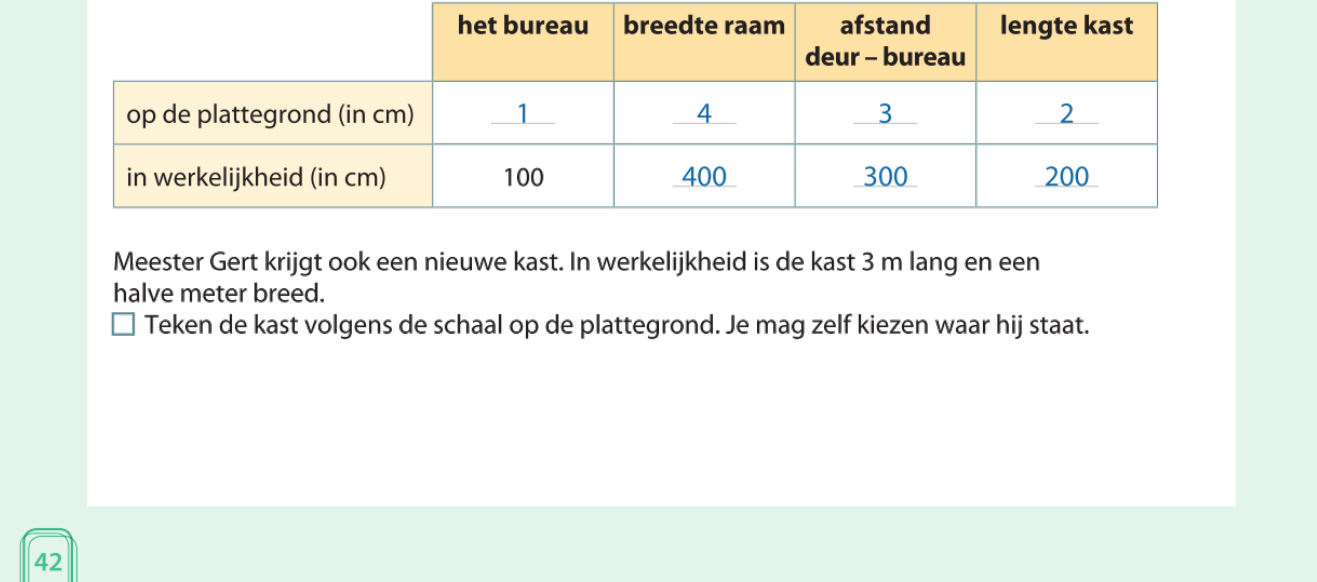 het bureau breedte raam afstand lengte kast
deur – bureau
op de plattegrond (in cm) 1 4 3 2
in werkelijkheid (in cm) 100 400 300 200
Meester Gert krijgt ook een nieuwe kast. In werkelijkheid is de kast 3 m lang en een
halve meter breed.
Teken de kast volgens de schaal op de plattegrond. Je mag zelf kiezen waar hij staat.
42